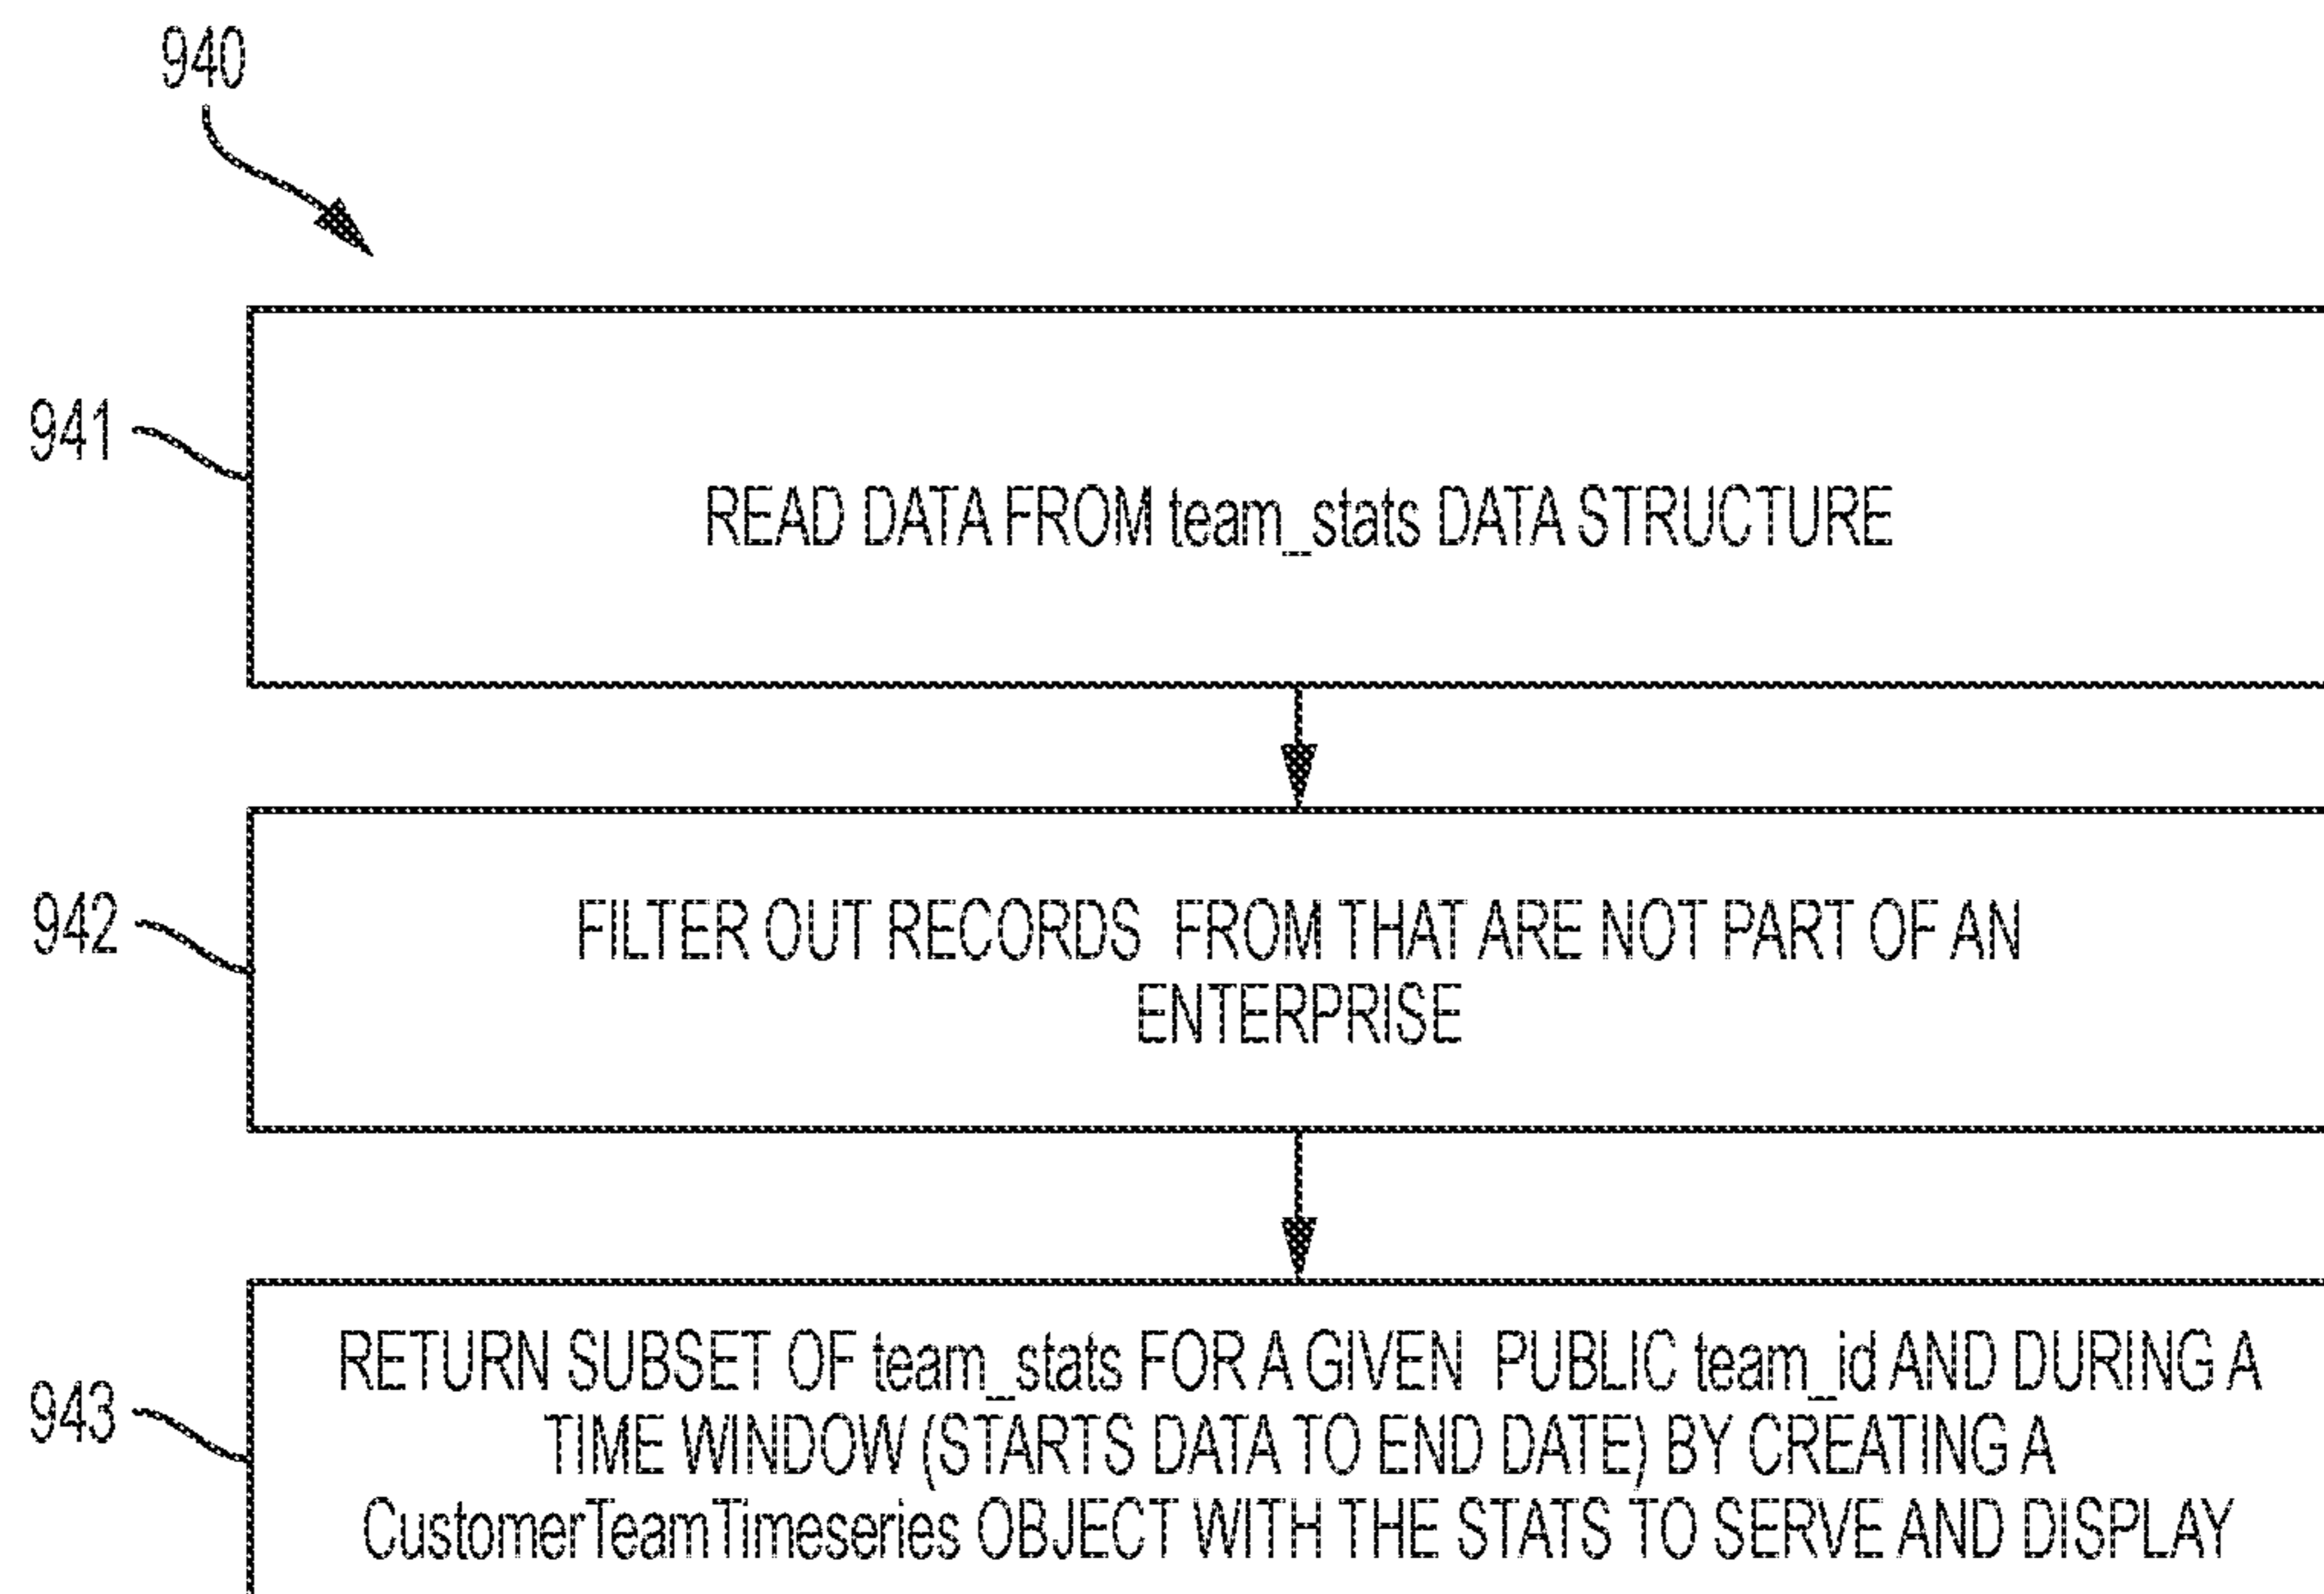 940
941
READ DATA FROM team_stats DATA STRUCTURE
942
FILTER OUT RECORDS FROM THAT ARE NOT PART OF AN
ENTERPRISE
943
RETURN SUBSET OF team_stats FOR A GIVEN PUBLIC team_id AND DURING A
TIME WINDOW (STARTS DATA TO END DATE) BY CREATING A
CustomerTeamTimeseries OBJECT WITH THE STATS TO SERVE AND DISPLAY